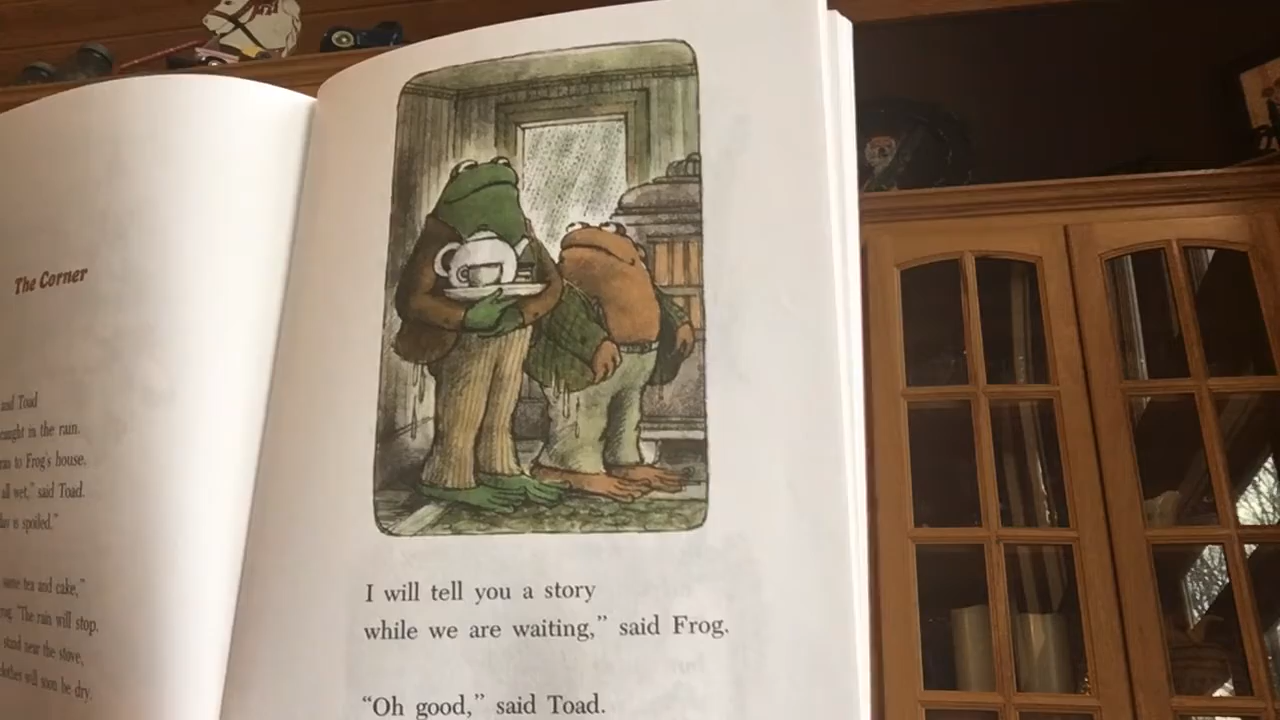 The Corner
and Toad
caught in the rain.
to Frog's house.
all wet," said Toad.
is spoiled."
some tea and cake,"
"The rain will stop.
stand near the stove,
clothes will soon be dry.
I will tell you a story
while we are waiting," said Frog.
"Oh good," said Toad.